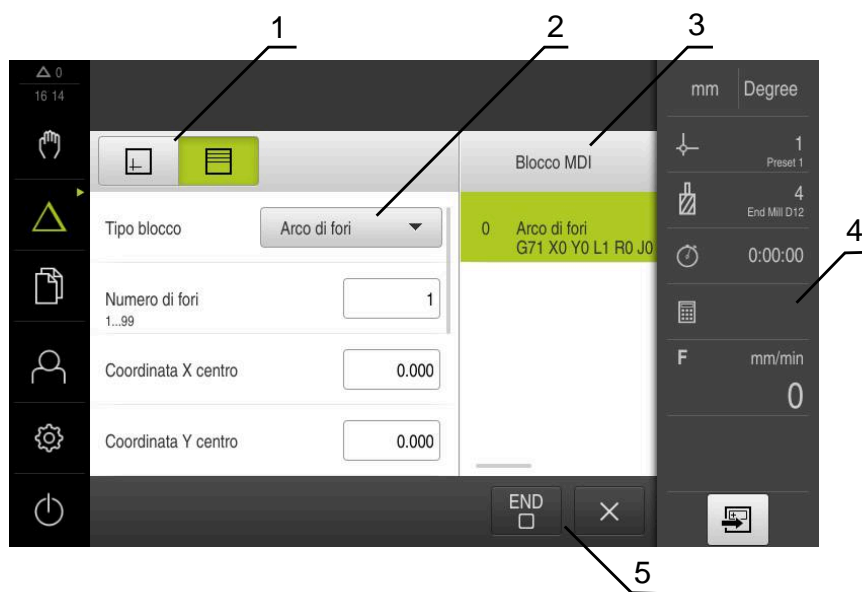 1
2
3
0
16 14
mm Degree
1
Preset 1
Blocco MDI
4
End Mill D12
Tipo blocco
Arco di fori
0 Arco di fori
G71 X0 Y0 L1 R0 J0
4
0:00:00
Numero di fori
1...99
1
F mm/min
0
Coordinata X centro
0.000
Coordinata Y centro
0.000
END
5